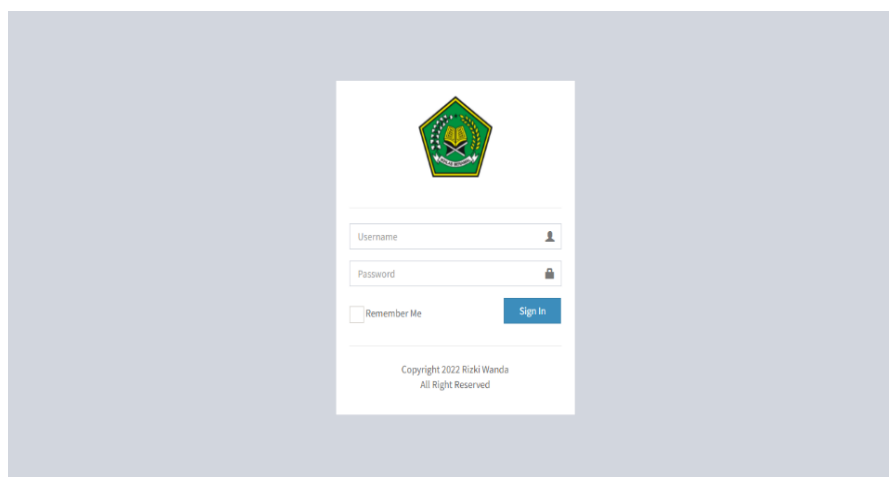 Username
Password
Remember Me
Sign In
Copyright 2022 Rizki Wanda
All Right Reserved